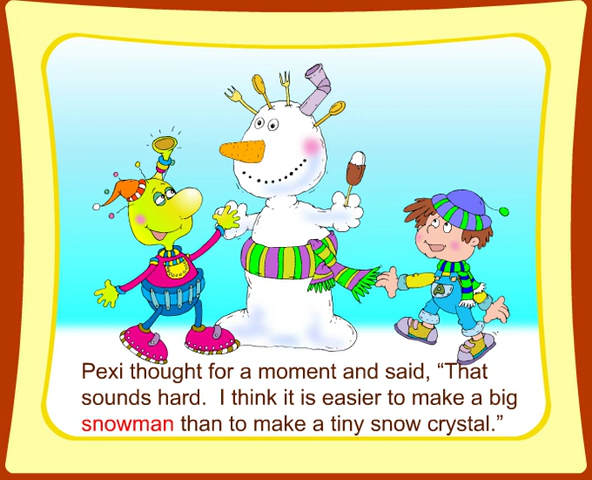 Pexi thought for a moment and said, “That
sounds hard.  I think it is easier to make a big
snowman than to make a tiny snow crystal.”